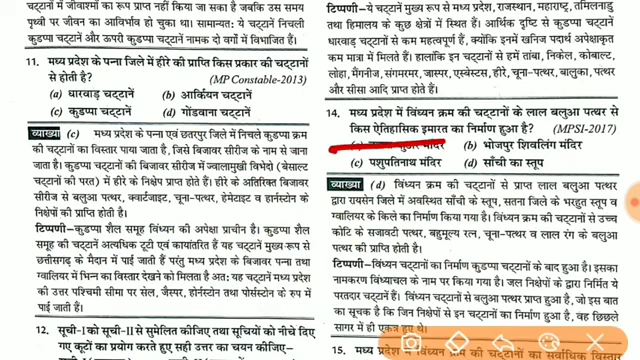 चट्टानों में जीवाश्मों का रूप प्राप्त नहीं किया जा सका है जबकि उस समय
पृथ्वी पर जीवन का आविर्भाव हो चुका था। सामान्यत: ये चट्टानें निचली
कुडप्पा चट्टानें और ऊपरी कुडप्पा चट्टानें नामक दो वर्गों में विभाजित हैं।
11. मध्य प्रदेश के पन्ना जिले में हीरे की प्राप्ति किस प्रकार की चट्टानों
से होती है? (MP Constable-2013)
(a) धारवाड चट्टानें (b) आर्कियन चट्टानें
(c) कुडप्पा चट्टानें (d) गोंडवाना चट्टानें
व्याख्या (c) मध्य प्रदेश के पन्ना एवं छतरपुर जिले में निचले कुडप्पा क्रम
की चट्टानों का विस्तार पाया जाता है, जिसे बिजावर सीरीज के नाम से जाना
जाता है। कुडप्पा चट्टानों की बिजावर सीरीज में ज्वालामुखी विभेदो (बेसाल्ट
चट्टानों की परत) में हीरे के निक्षेप प्राप्त होते हैं। हीरे के अतिरिक्त बिजावर
सीरीज से बलुआ पत्थर, क्वार्टजाइट, चूना-पत्थर, हेमेटाइट व हार्नस्टोन के
निक्षेपों की प्राप्ति होती है।
टिप्पणी–कुडप्पा शैल समूह विंध्यन की अपेक्षा प्राचीन है। कुडप्पा शैल
समूह की चट्टानें अत्यधिक टूटी एवं कायांतरित हैं यह चट्टानें मुख्य रूप से
छत्तीसगढ़ के मैदान में पाई जाती हैं परंतु मध्य प्रदेश के बिजावर पन्ना तथा
ग्वालियर में भिन्न का विस्तार देखने को मिलता है अत: यह चट्टानें मध्य प्रदेश
की उत्तर पश्चिमी सीमा पर सेल, जैस्पर, होर्नस्टोन तथा पोर्सस्टोन के रुप में
पाई जाती हैं।
12. सूची-I को सूची-II से सुमेलित कीजिए तथा सूचियों को नीचे दिए
गए कूटों का प्रयोग करते हुए सही उत्तर का चयन कीजिए–
टिप्पणी–ये चट्टानें मुख्य रूप से मध्य प्रदेश, राजस्थान, महाराष्ट्र, तमिलनाडु
तथा हिमालय के कुछ क्षेत्रों में स्थित हैं। आर्थिक दृष्टि से कुडप्पा चट्टानें
धारवाड़ चट्टानों से कम महत्वपूर्ण हैं, क्योंकि इनमें खनिज पदार्थ अपेक्षाकृत
कम मात्रा में मिलते हैं। हालांकि इन चट्टानों से हमें तांबा, निकेल, कोबाल्ट,
लोहा, मैंगनीज, संगमरमर, जास्पर, एस्बेस्टस, हीरे, चूना-पत्थर, बालुका, पत्थर
और सीसा आदि प्राप्त होते हैं।
14. मध्य प्रदेश में विंध्यन क्रम की चट्टानों के लाल बलुआ पत्थर से
किस ऐतिहासिक इमारत का निर्माण हुआ है? (MPSI-2017)
मंदिर (b) भोजपुर शिवलिंग मंदिर
(c) पशुपतिनाथ मंदिर (d) साँची का स्तूप
व्याख्या (d) विंध्यन क्रम की चट्टानों से प्राप्त लाल बलुआ पत्थर
द्वारा रायसेन जिले में अवस्थित साँची के स्तूप, सतना जिले के भरहुत स्तूप व
ग्वालियर के किले का निर्माण किया गया है। विंध्यन क्रम की चट्टानों से उच्च
कोटि के सजावटी पत्थर, बहुमूल्य रत्न, चूना-पत्थर व लाल रंग के बलुआ
पत्थर की प्राप्ति होती है।
टिप्पणी– विंध्यन चट्टानों का निर्माण कुडप्पा चट्टानों के बाद हुआ है। इसका
नामकरण विंध्याचल के नाम पर किया गया है। जल निक्षेपों के द्वारा निर्मित ये
परतदार चट्टानें हैं। विंध्यन चट्टानों से बलुआ पत्थर प्राप्त हुआ है, जो इस बात
का सूचक है कि जिन निक्षेपों से इन चट्टानों का निर्माण हुआ है, वह छिछले
सागर में ही एकत्र हुए थे।
15. मध्य प्रदेश में विंध्यन क्रम की चट्टानों का सर्वाधिक विस्तार